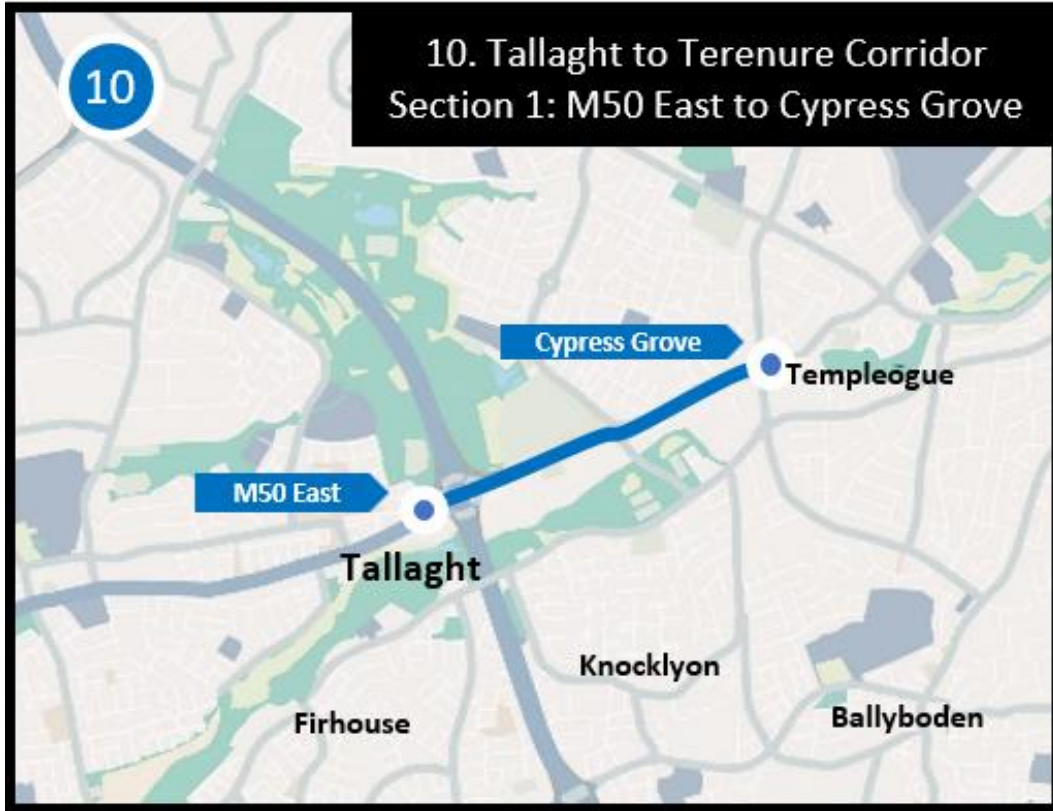 10
10. Tallaght to Terenure Corridor
Section 1: M50 East to Cypress Grove
Cypress Grove
Templeogue
M50 East
Tallaght
Knocklyon
Firhouse
Ballyboden